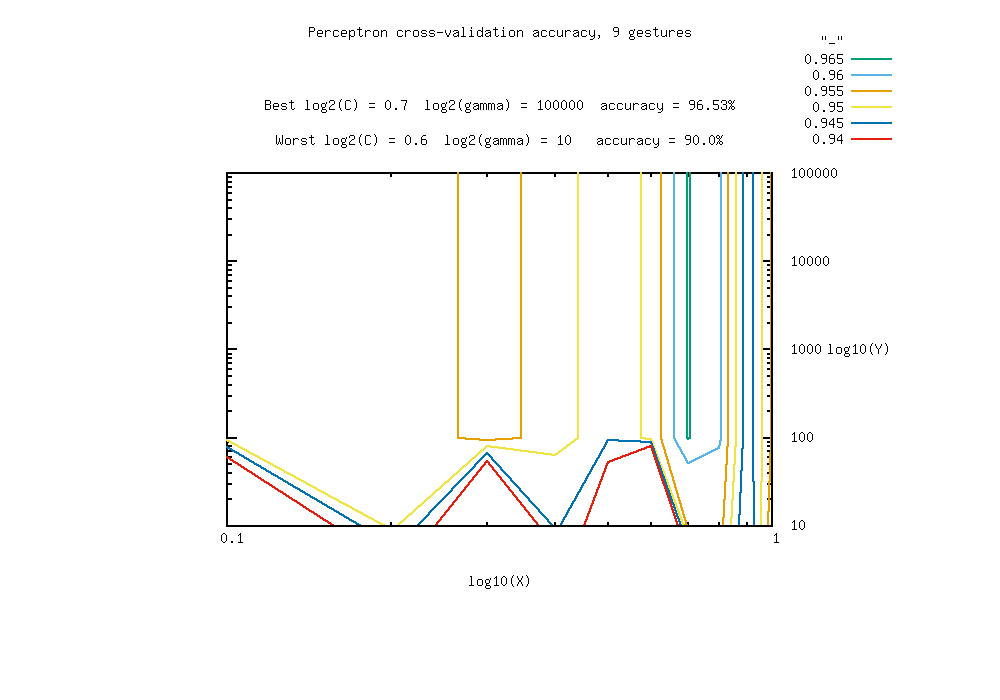 Perceptron cross-validation accuracy, 9 gestures
"_"
0.965
0.96
0.955
0.95
0.945
0.94
Best log2(C) = 0.7  log2(gamma) = 100000  accuracy = 96.53%
Worst log2(C) = 0.6  log2(gamma) = 10   accuracy = 90.0%
100000
10000
1000
log10(Y)
100
10
0.1
1
log10(X)